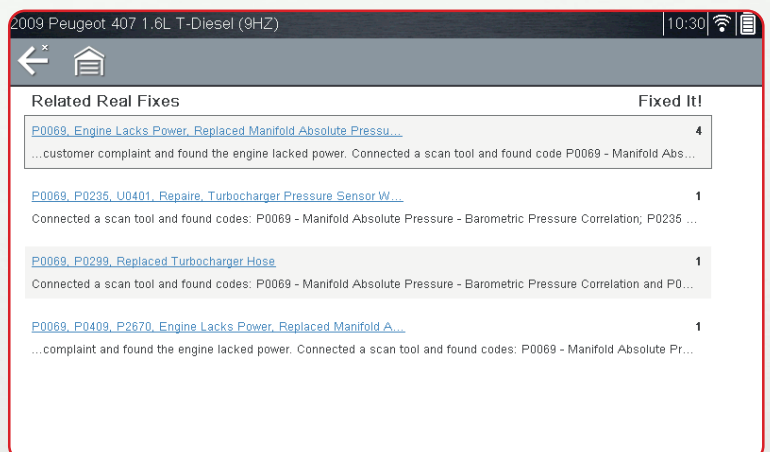 2009 Peugeot 407 1.6L T-Diesel (9HZ) 10:30
Related Real Fixes Fixed It!
P0069, Engine Lacks Power, Replaced Manifold Absolute Pressu... 4
...customer complaint and found the engine lacked power. Connected a scan tool and found code P0069 - Manifold Abs...
P0069, P0235, U0401, Repaire, Turbocharger Pressure Sensor W... 1
Connected a scan tool and found codes: P0069 - Manifold Absolute Pressure - Barometric Pressure Correlation; P0235 ...
P0069, P0299, Replaced Turbocharger Hose 1
Connected a scan tool and found codes: P0069 - Manifold Absolute Pressure - Barometric Pressure Correlation and P0...
P0069, P0409, P2670, Engine Lacks Power, Replaced Manifold A... 1
...complaint and found the engine lacked power. Connected a scan tool and found codes: P0069 - Manifold Absolute Pr...